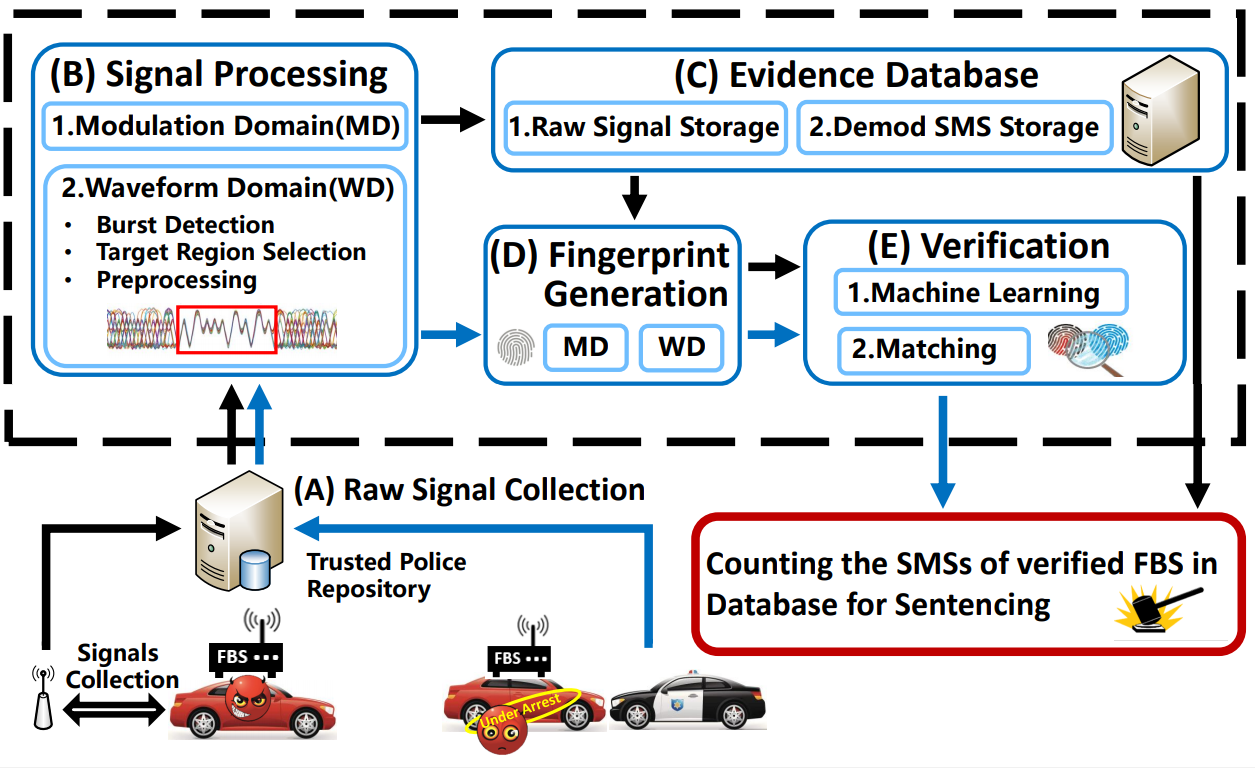 (B) Signal Processing
1.Modulation Domain(MD)
2.Waveform Domain(WD)
• Burst Detection
• Target Region Selection
• Preprocessing
(C) Evidence Database
1.Raw Signal Storage
2.Demod SMS Storage
(D) Fingerprint
Generation
MD
WD
(E) Verification
1.Machine Learning
2.Matching
(A) Raw Signal Collection
Trusted Police
Repository
Signals
Collection
FBS
FBS
Under Arrest
Counting the SMSs of verified FBS in
Database for Sentencing